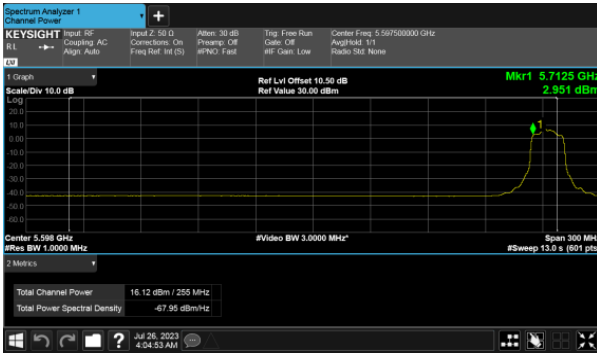 Spectrum Analyzer 1
Channel Power
KEYSIGHT
RL
LXI
Input: RF
Coupling: AC
Align: Auto
Input Z: 50 Ω
Corrections: On
Freq Ref: Int (S)
Atten: 30 dB
Preamp: Off
#PNO: Fast
Trig: Free Run
Gate: Off
#IF Gain: Low
Center Freq: 5.597500000 GHz
Avg|Hold: 1/1
Radio Std: None
1 Graph
Scale/Div 10.0 dB
Ref Lvl Offset 10.50 dB
Ref Value 30.00 dBm
Mkr1 5.7125 GHz
2.951 dBm
Log
20.0
10.0
0.00
-10.0
-20.0
-30.0
-40.0
-50.0
-60.0
1
Center 5.598 GHz
#Res BW 1.0000 MHz
#Video BW 3.0000 MHz*
Span 300 MHz
#Sweep 13.0 s (601 pts
2 Metrics
Total Channel Power 16.12 dBm / 255 MHz
Total Power Spectral Density -67.95 dBm/Hz
?
Jul 26, 2023
4:04:53 AM